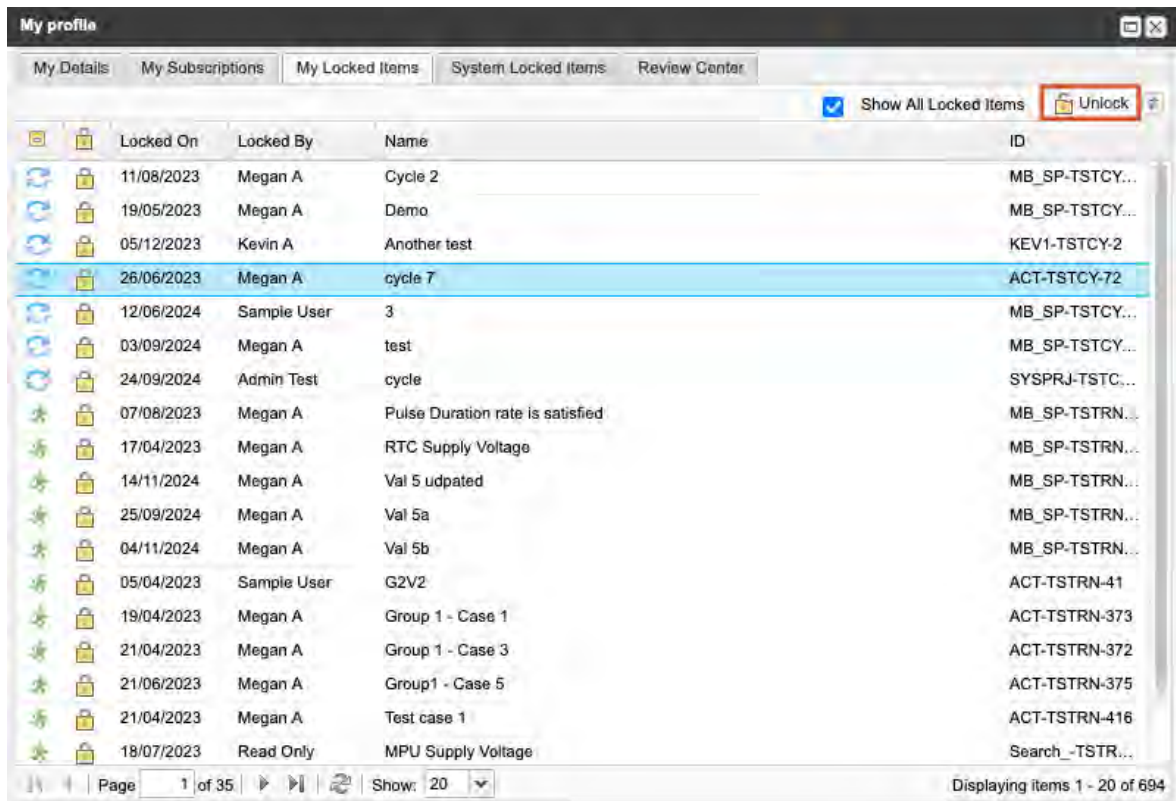 My profile
My Details My Subscriptions My Locked Items System Locked Items Review Center
Show All Locked Items Unlock
Locked On Locked By Name ID
11/08/2023 Megan A Cycle 2 MB_SP-TSTCY...
19/05/2023 Megan A Demo MB_SP-TSTCY...
05/12/2023 Kevin A Another test KEV1-TSTCY-2
26/06/2023 Megan A cycle 7 ACT-TSTCY-72
12/06/2024 Sample User 3 MB_SP-TSTCY...
03/09/2024 Megan A test MB_SP-TSTCY...
24/09/2024 Admin Test cycle SYSPRJ-TSTC...
07/08/2023 Megan A Pulse Duration rate is satisfied MB_SP-TSTRN...
17/04/2023 Megan A RTC Supply Voltage MB_SP-TSTRN...
14/11/2024 Megan A Val 5 udpated MB_SP-TSTRN...
25/09/2024 Megan A Val 5a MB_SP-TSTRN...
04/11/2024 Megan A Val 5b MB_SP-TSTRN...
05/04/2023 Sample User G2V2 ACT-TSTRN-41
19/04/2023 Megan A Group 1 - Case 1 ACT-TSTRN-373
21/04/2023 Megan A Group 1 - Case 3 ACT-TSTRN-372
21/06/2023 Megan A Group1 - Case 5 ACT-TSTRN-375
21/04/2023 Megan A Test case 1 ACT-TSTRN-416
18/07/2023 Read Only MPU Supply Voltage Search_-TSTR...
Page 1 of 35 Show: 20 Displaying items 1 - 20 of 694